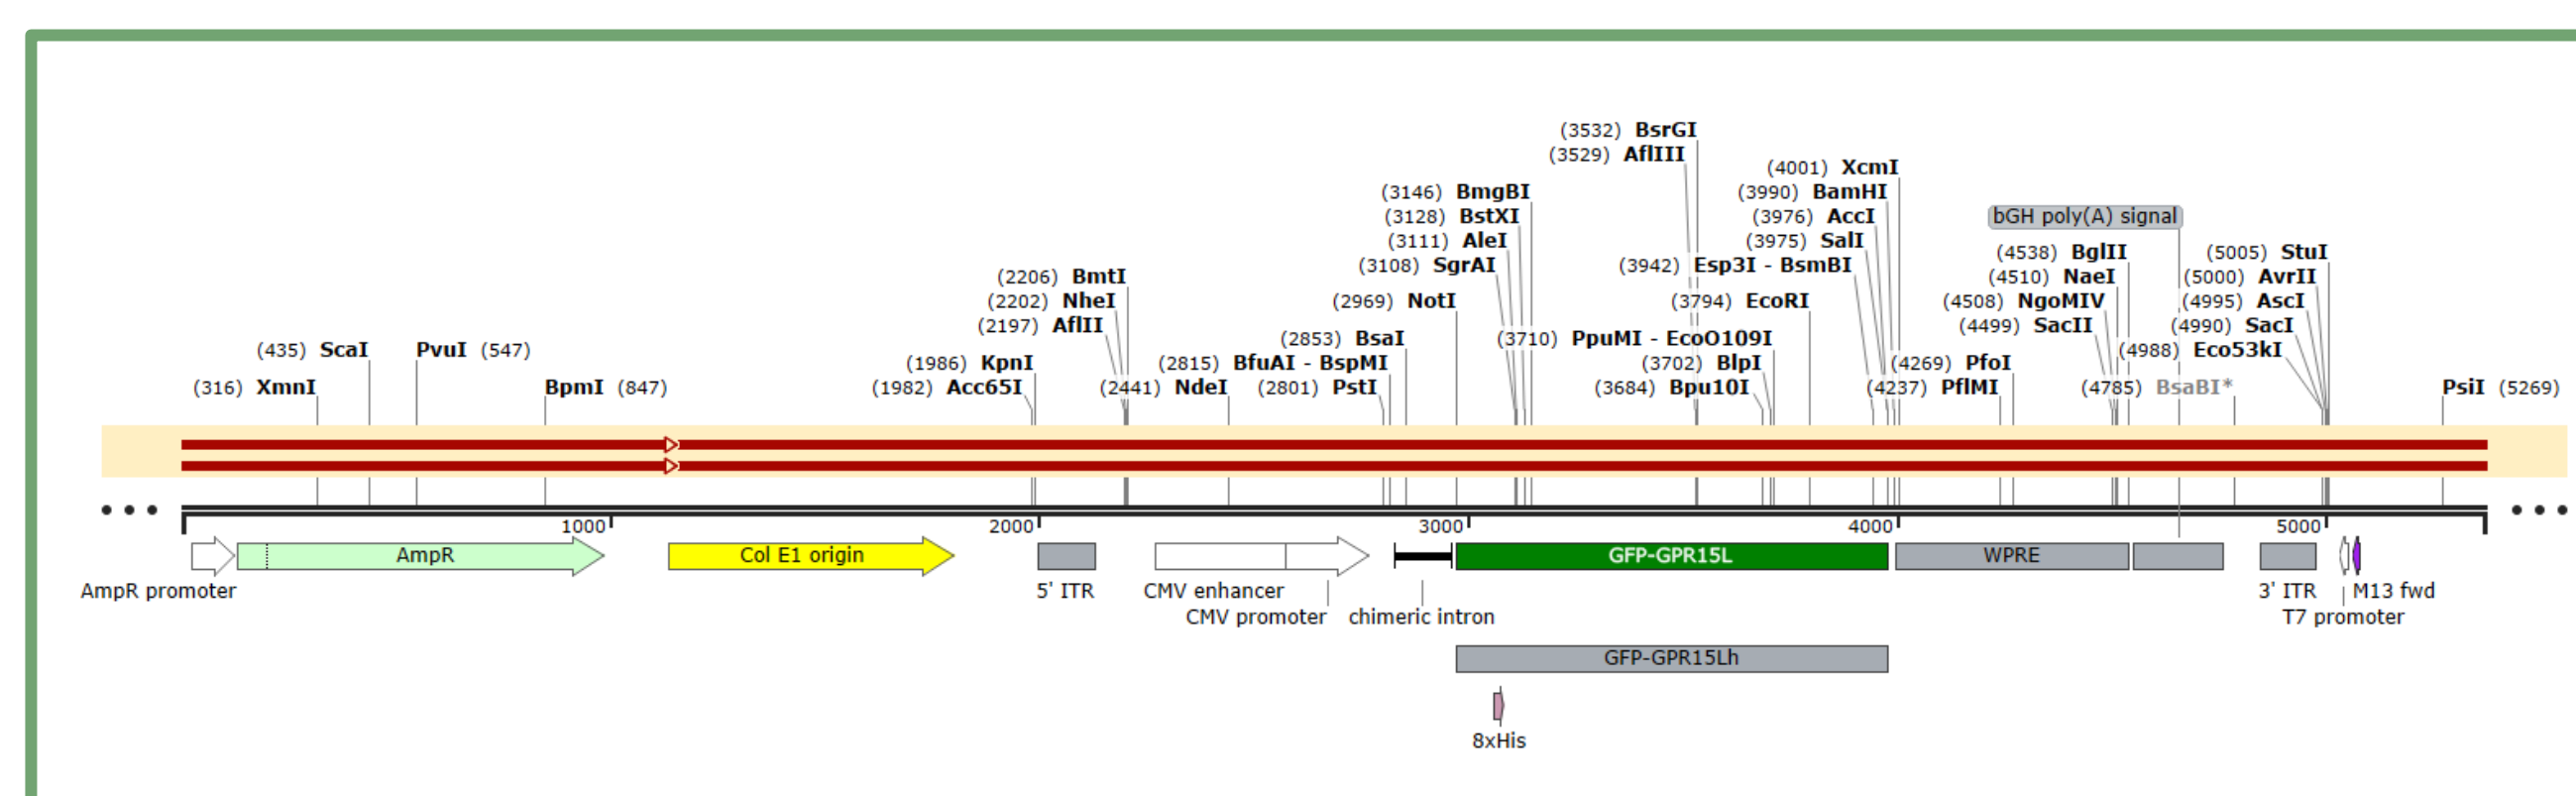 (3532) BsrGI
(3529) AflIII
(4001) XcmI
(3146) BmgBI
(3990) BamHI
(3128) BstXI
(3976) AccI
bGH poly(A) signal
(3111) AleI
(3975) SalI
(4538) BglII
(5005) StuI
(3108) SgrAI
(3942) Esp3I - BsmBI
(2206) BmtI
(4510) NaeI
(5000) AvrII
(2202) NheI
(2969) NotI
(3794) EcoRI
(4508) NgoMIV
(4995) AscI
(2197) AflII
(4499) SacII
(4990) SacI
(2853) BsaI
(3710) PpuMI - EcoO109I
(435) ScaI
PvuI (547)
(4988) Eco53kI
(1986) KpnI
(2815) BfuAI - BspMI
(3702) BlpI
(4269) PfoI
(316) XmnI
BpmI (847)
(1982) Acc65I
(2441) NdeI
(2801) PstI
(3684) Bpu10I
(4237) PflMI
(4785) BsaBI*
PsiI (5269)
1000
2000
3000
4000
5000
AmpR
Col E1 origin
GFP-GPR15L
WPRE
AmpR promoter
5' ITR
CMV enhancer
3' ITR
M13 fwd
CMV promoter
chimeric intron
T7 promoter
GFP-GPR15Lh
8xHis